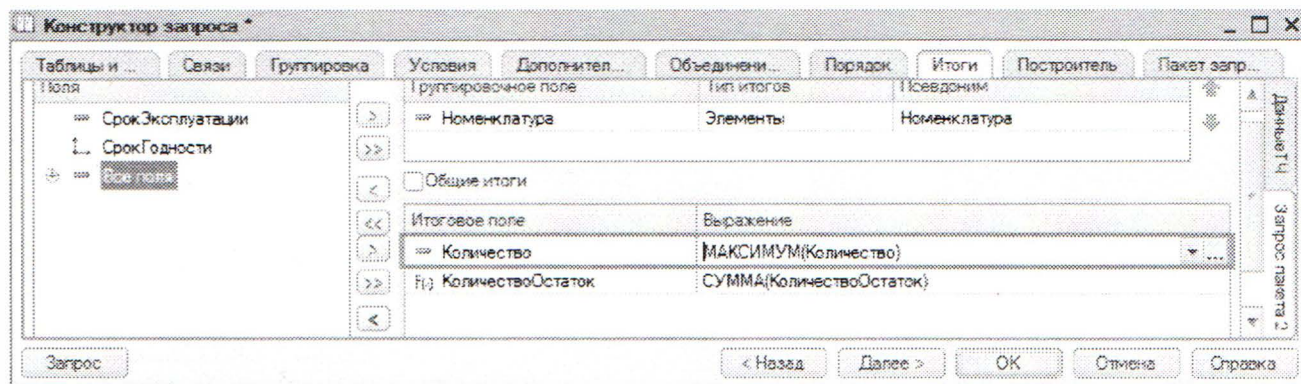 Конструктор запроса *
Таблицы и ... Связи Группировка Условия Дополнител... Объединени... Порядок Итоги Построитель Пакет запр...
Поля
СрокЭксплуатации
СрокГодности
Все поля
Группировочное поле Тип итогов Псевдоним
Номенклатура Элементы Номенклатура
Общие итоги
Итоговое поле Выражение
Количество МАКСИМУМ(Количество) ...
КоличествоОстаток СУММА(КоличествоОстаток)
> >> < << > >> <
ДанныеТЧ
Запрос пакета 2
Запрос < Назад Далее > OK Отмена Справка